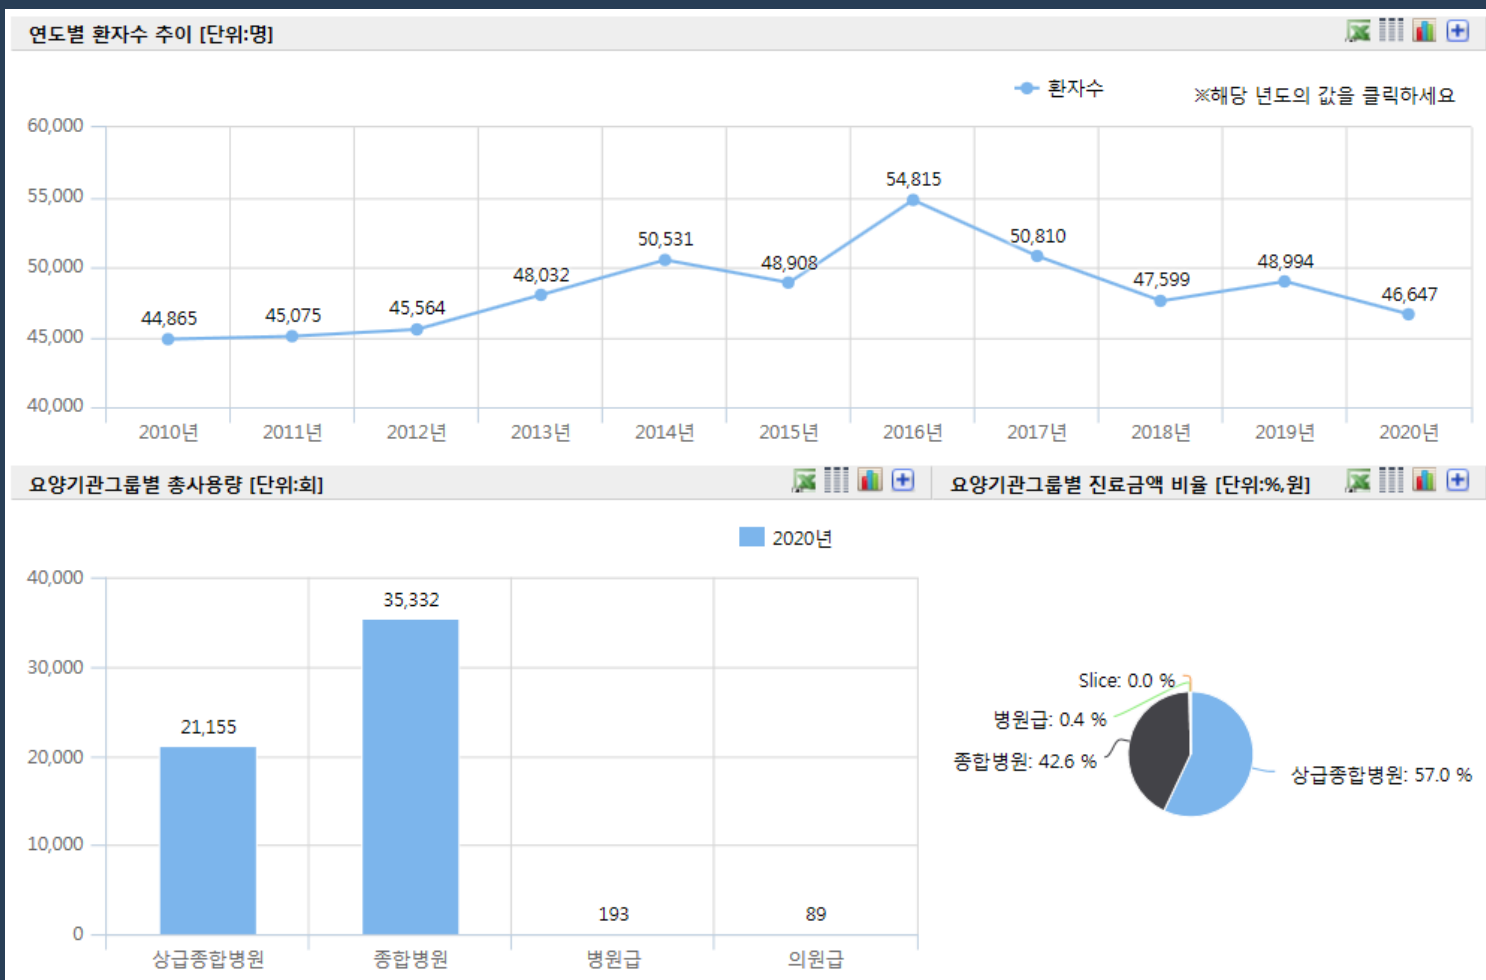 연도별 환자수 추이 [단위:명]
환자수
※해당 년도의 값을 클릭하세요
60,000
55,000
50,000
45,000
40,000
44,865
45,075
45,564
48,032
50,531
48,908
54,815
50,810
47,599
48,994
46,647
2010년
2011년
2012년
2013년
2014년
2015년
2016년
2017년
2018년
2019년
2020년
요양기관그룹별 총사용량 [단위:회]
2020년
40,000
30,000
20,000
10,000
0
21,155
35,332
193
89
상급종합병원
종합병원
병원급
의원급
요양기관그룹별 진료금액 비율 [단위:%,원]
Slice: 0.0 %
병원급: 0.4 %
종합병원: 42.6 %
상급종합병원: 57.0 %